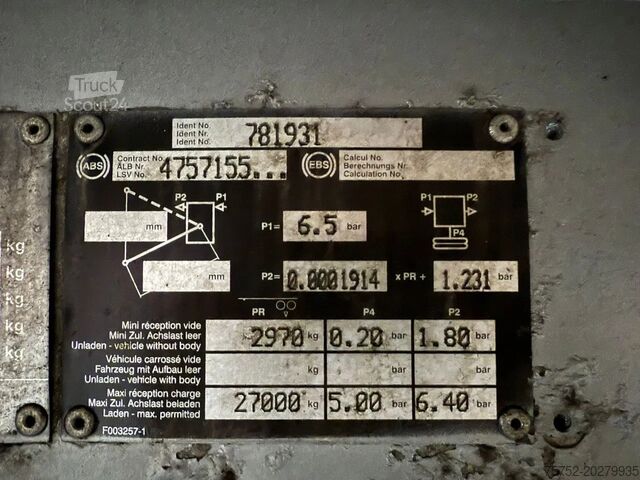 Truck
Scout24
Ident No.
Ident Nr.
Ident No.
781931
ABS
Contract No.
ALB Nr.
LSV No.
4757155...
EBS
Calcul No.
Berechnungs Nr.
Calculation No.
P2 P1
mm
mm
P1= 6.5 bar
P2= 0.0001914 x PR + 1.231 bar
P1 P2
P4
PR P4 P2
Mini réception vide
Mini Zul. Achslast leer
Unladen - vehicle without body
2970 kg 0.20 bar 1.80 bar
Véhicule carrossé vide
Fahrzeug mit Aufbau leer
Unladen - vehicle with body
kg bar bar
Maxi réception charge
Maxi Zul. Achslast beladen
Laden - max. permitted
27000 kg 5.00 bar 6.40 bar
F003257-1
kg
kg
kg
kg
kg
75752-20279935